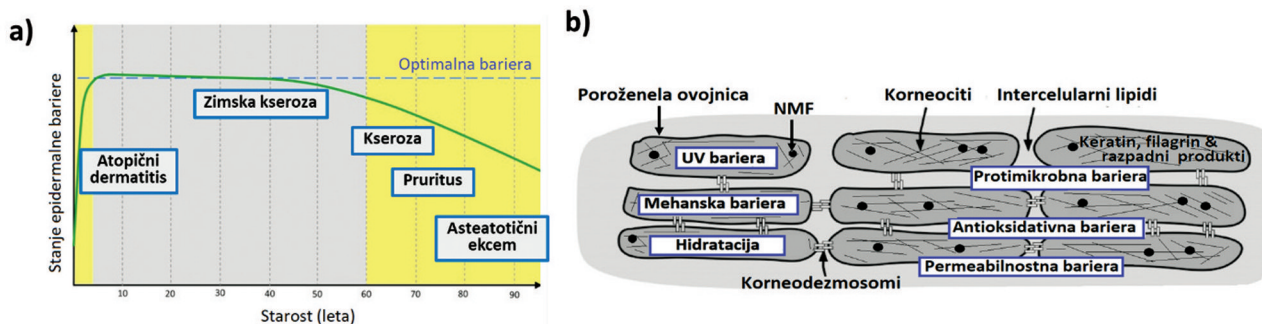 a)
Stanje epidermalne bariere
Optimalna bariera
Zimska kseroza
Kseroza
Atopični
dermatitis
Pruritus
Asteatotični
ekcem
10 20 30 40 50 60 70 80 90
Starost (leta)
b)
Poroženela ovojnica
NMF
Korneociti
Intercelularni lipidi
Keratin, filagrin &
razpadni produkti
UV bariera
Protimikrobna bariera
Mehanska bariera
Antioksidativna bariera
Hidratacija
Permeabilnostna bariera
Korneodezmosomi